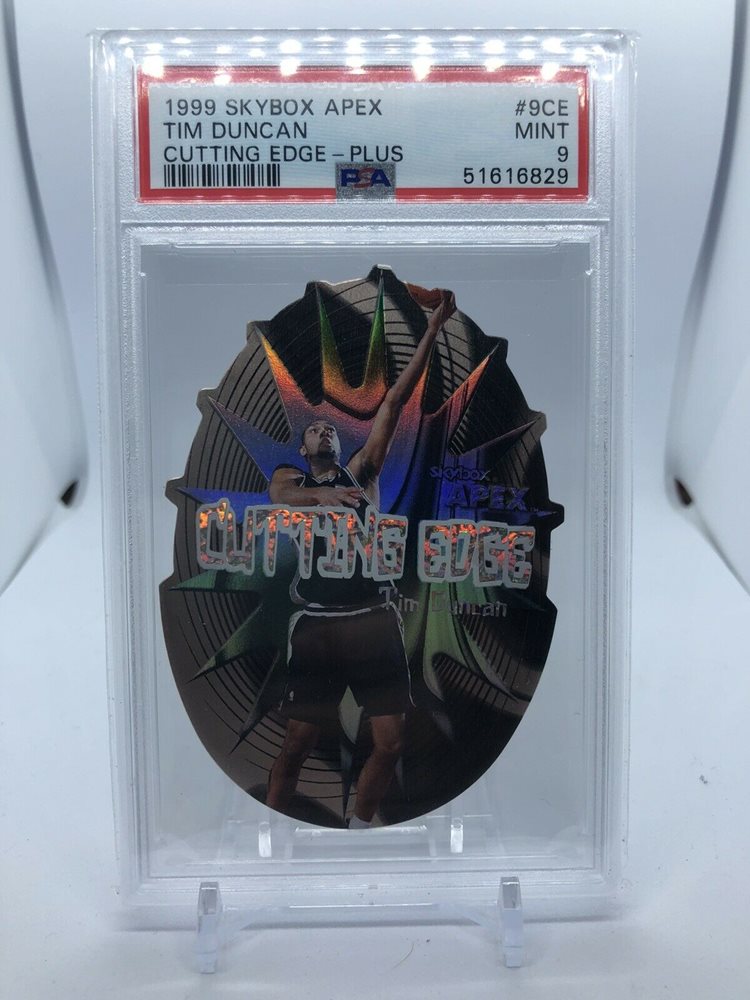 1999 SKYBOX APEX #9CE
TIM DUNCAN MINT
CUTTING EDGE-PLUS 9
PSA 51616829
SKYBOX
APEX
CUTTING EDGE
Tim Duncan